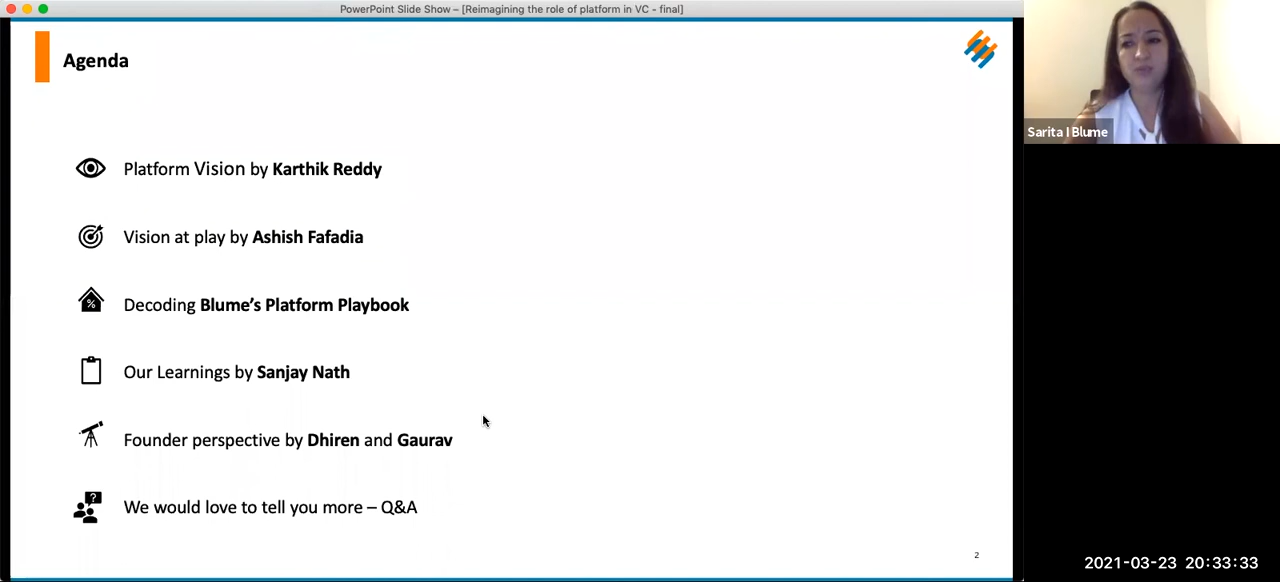 PowerPoint Slide Show – [Reimagining the role of platform in VC - final]
Agenda
Platform Vision by Karthik Reddy
Vision at play by Ashish Fafadia
%
Decoding Blume's Platform Playbook
Our Learnings by Sanjay Nath
Founder perspective by Dhiren and Gaurav
?
We would love to tell you more – Q&A
2
Sarita I Blume
2021-03-23 20:33:33